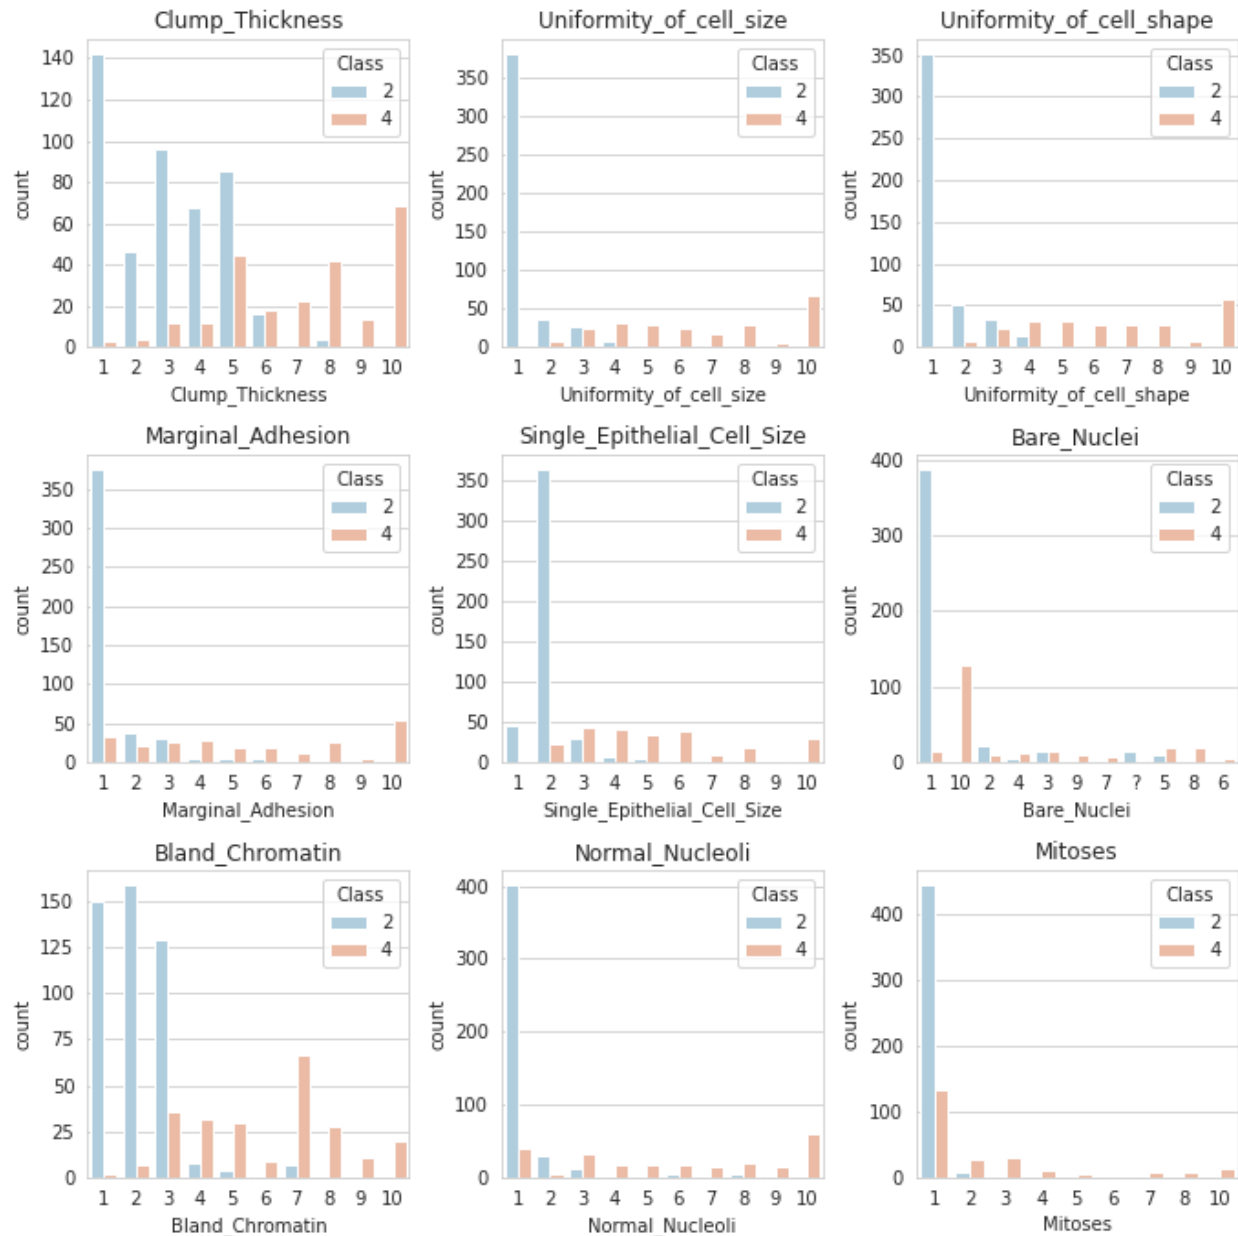 Clump_Thickness
Uniformity_of_cell_size
Uniformity_of_cell_shape
140
120
100
80
60
40
20
0
count
Class
2
4
1 2 3 4 5 6 7 8 9 10
Clump_Thickness
350
300
250
200
150
100
50
0
count
Class
2
4
1 2 3 4 5 6 7 8 9 10
Uniformity_of_cell_size
350
300
250
200
150
100
50
0
count
Class
2
4
1 2 3 4 5 6 7 8 9 10
Uniformity_of_cell_shape
Marginal_Adhesion
Single_Epithelial_Cell_Size
Bare_Nuclei
350
300
250
200
150
100
50
0
count
Class
2
4
1 2 3 4 5 6 7 8 9 10
Marginal_Adhesion
350
300
250
200
150
100
50
0
count
Class
2
4
1 2 3 4 5 6 7 8 9 10
Single_Epithelial_Cell_Size
400
300
200
100
0
count
Class
2
4
1 10 2 4 3 9 7 ? 5 8 6
Bare_Nuclei
Bland_Chromatin
Normal_Nucleoli
Mitoses
150
125
100
75
50
25
0
count
Class
2
4
1 2 3 4 5 6 7 8 9 10
Bland_Chromatin
400
300
200
100
0
count
Class
2
4
1 2 3 4 5 6 7 8 9 10
Normal_Nucleoli
400
300
200
100
0
count
Class
2
4
1 2 3 4 5 6 7 8 10
Mitoses